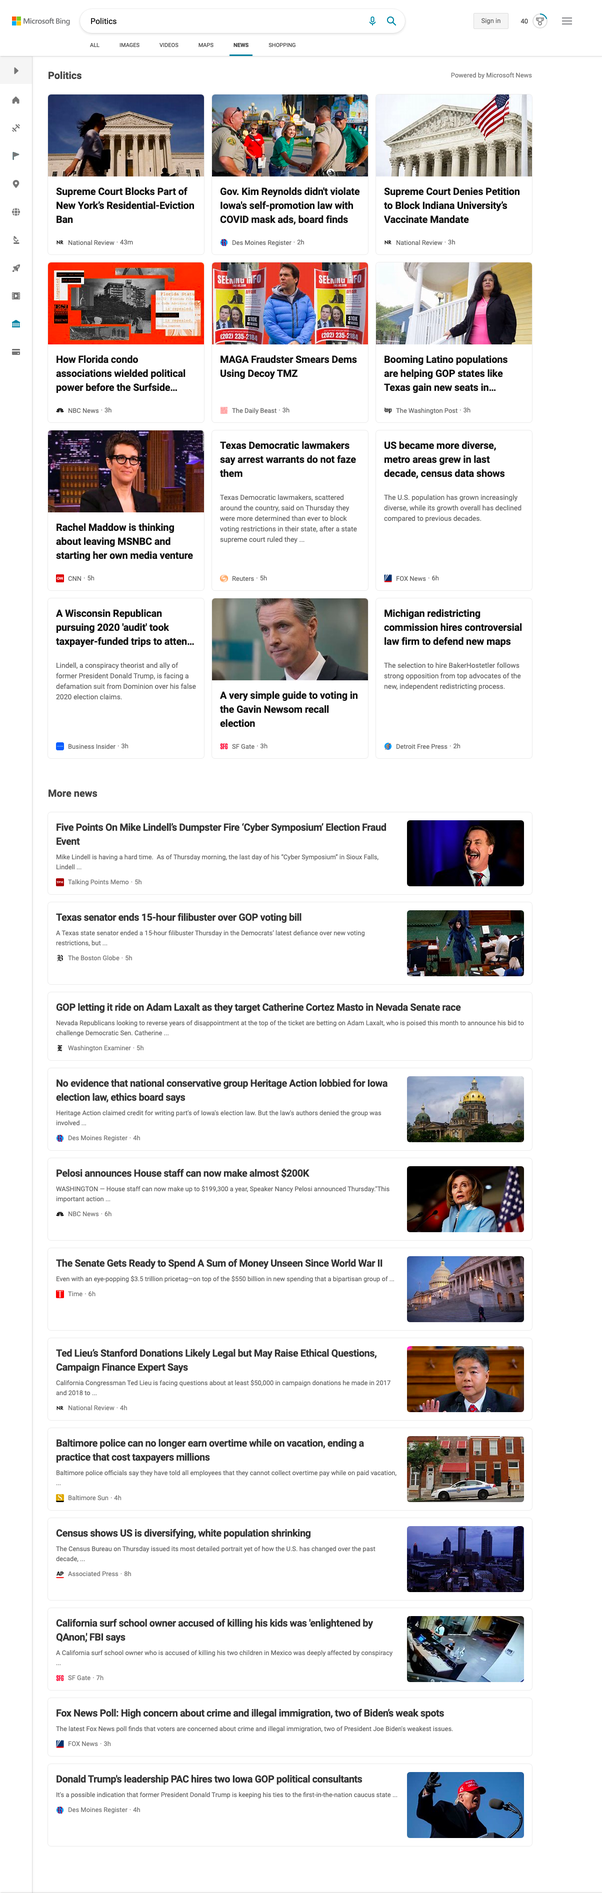 Microsoft Bing
Politics
Sign in
40
ALL
IMAGES
VIDEOS
MAPS
NEWS
SHOPPING
Politics
Powered by Microsoft News
Supreme Court Blocks Part of
New York's Residential-Eviction
Ban
NR National Review · 43m
Gov. Kim Reynolds didn't violate
Iowa's self-promotion law with
COVID mask ads, board finds
Des Moines Register · 2h
Supreme Court Denies Petition
to Block Indiana University's
Vaccinate Mandate
NR National Review · 3h
How Florida condo
associations wielded political
power before the Surfside...
NBC News · 3h
SEEKING INFO
(202) 235-2
MAGA Fraudster Smears Dems
Using Decoy TMZ
The Daily Beast · 3h
Booming Latino populations
are helping GOP states like
Texas gain new seats in...
wp The Washington Post · 3h
Rachel Maddow is thinking
about leaving MSNBC and
starting her own media venture
CNN · 5h
Texas Democratic lawmakers
say arrest warrants do not faze
them
Texas Democratic lawmakers, scattered
around the country, said on Thursday they
were more determined than ever to block
voting restrictions in their state, after a state
supreme court ruled they ...
Reuters · 5h
US became more diverse,
metro areas grew in last
decade, census data shows
The U.S. population has grown increasingly
diverse, while its growth overall has declined
compared to previous decades.
FOX News · 6h
A Wisconsin Republican
pursuing 2020 'audit' took
taxpayer-funded trips to atten...
Lindell, a conspiracy theorist and ally of
former President Donald Trump, is facing a
defamation suit from Dominion over his false
2020 election claims.
Business Insider · 3h
A very simple guide to voting in
the Gavin Newsom recall
election
SF Gate · 3h
Michigan redistricting
commission hires controversial
law firm to defend new maps
The selection to hire BakerHostetler follows
strong opposition from top advocates of the
new, independent redistricting process.
Detroit Free Press · 2h
More news
Five Points On Mike Lindell's Dumpster Fire 'Cyber Symposium' Election Fraud
Event
Mike Lindell is having a hard time. As of Thursday morning, the last day of his "Cyber Symposium" in Sioux Falls,
Lindell ...
Talking Points Memo · 5h
Texas senator ends 15-hour filibuster over GOP voting bill
A Texas state senator ended a 15-hour filibuster Thursday in the Democrats' latest defiance over new voting
restrictions, but ...
The Boston Globe · 5h
GOP letting it ride on Adam Laxalt as they target Catherine Cortez Masto in Nevada Senate race
Nevada Republicans looking to reverse years of disappointment at the top of the ticket are betting on Adam Laxalt, who is poised this month to announce his bid to
challenge Democratic Sen. Catherine ...
Washington Examiner · 5h
No evidence that national conservative group Heritage Action lobbied for Iowa
election law, ethics board says
Heritage Action claimed credit for writing part's of Iowa's election law. But the law's authors denied the group was
involved ...
Des Moines Register · 4h
Pelosi announces House staff can now make almost $200K
WASHINGTON — House staff can now make up to $199,300 a year, Speaker Nancy Pelosi announced Thursday."This
important action ...
NBC News · 6h
The Senate Gets Ready to Spend A Sum of Money Unseen Since World War II
Even with an eye-popping $3.5 trillion pricetag—on top of the $550 billion in new spending that a bipartisan group of ...
Time · 6h
Ted Lieu's Stanford Donations Likely Legal but May Raise Ethical Questions,
Campaign Finance Expert Says
California Congressman Ted Lieu is facing questions about at least $50,000 in campaign donations he made in 2017
and 2018 to ...
NR National Review · 4h
Baltimore police can no longer earn overtime while on vacation, ending a
practice that cost taxpayers millions
Baltimore police officials say they have told all employees that they cannot collect overtime pay while on paid vacation,
...
Baltimore Sun · 4h
Census shows US is diversifying, white population shrinking
The Census Bureau on Thursday issued its most detailed portrait yet of how the U.S. has changed over the past
decade, ...
AP Associated Press · 8h
California surf school owner accused of killing his kids was 'enlightened by
QAnon,' FBI says
A California surf school owner who is accused of killing his two children in Mexico was deeply affected by conspiracy
...
SF Gate · 7h
Fox News Poll: High concern about crime and illegal immigration, two of Biden's weak spots
The latest Fox News poll finds that voters are concerned about crime and illegal immigration, two of President Joe Biden's weakest issues.
FOX News · 3h
Donald Trump's leadership PAC hires two Iowa GOP political consultants
It's a possible indication that former President Donald Trump is keeping his ties to the first-in-the-nation caucus state ...
Des Moines Register · 4h